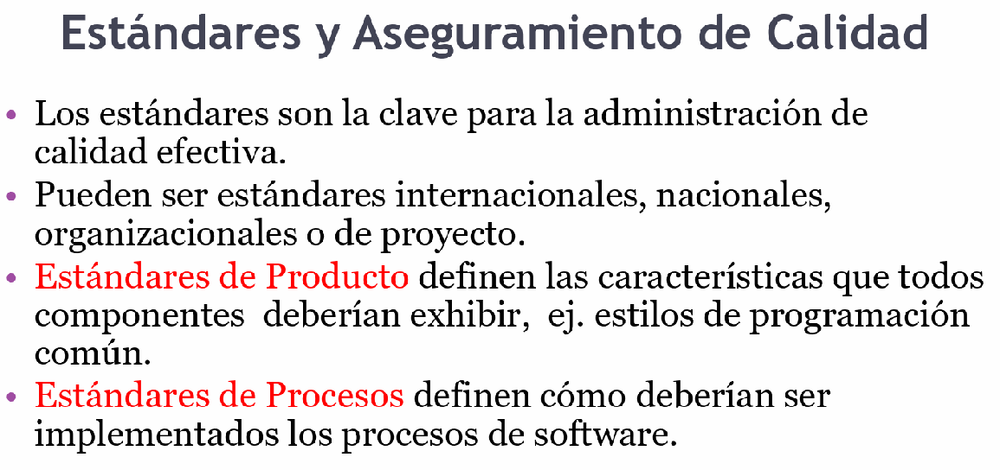 Estándares y Aseguramiento de Calidad
• Los estándares son la clave para la administración de
calidad efectiva.
• Pueden ser estándares internacionales, nacionales,
organizacionales o de proyecto.
• Estándares de Producto definen las características que todos
componentes  deberían exhibir,  ej. estilos de programación
común.
• Estándares de Procesos definen cómo deberían ser
implementados los procesos de software.